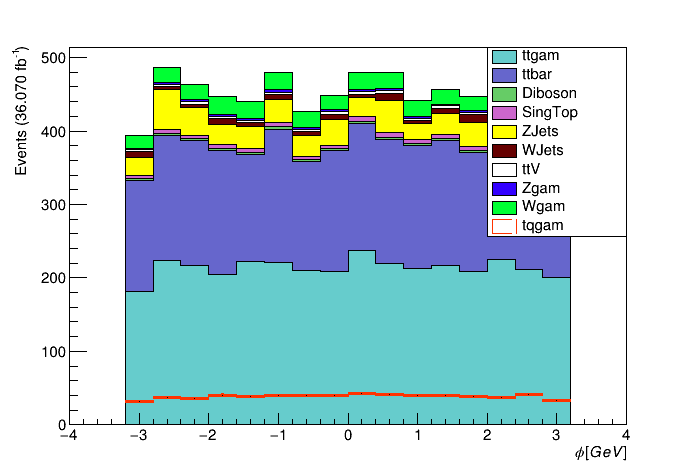 Events (36.070 fb⁻¹)
500
400
300
200
100
0
−4 −3 −2 −1 0 1 2 3 4
ϕ[GeV]
ttgam
ttbar
Diboson
SingTop
ZJets
WJets
ttV
Zgam
Wgam
tqgam